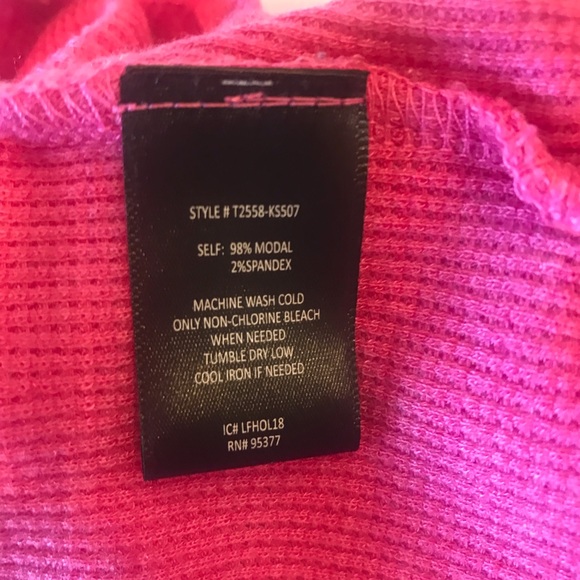 STYLE # T2558-KS507
SELF: 98% MODAL
2%SPANDEX
MACHINE WASH COLD
ONLY NON-CHLORINE BLEACH
WHEN NEEDED
TUMBLE DRY LOW
COOL IRON IF NEEDED
IC# LFHOL18
RN# 95377